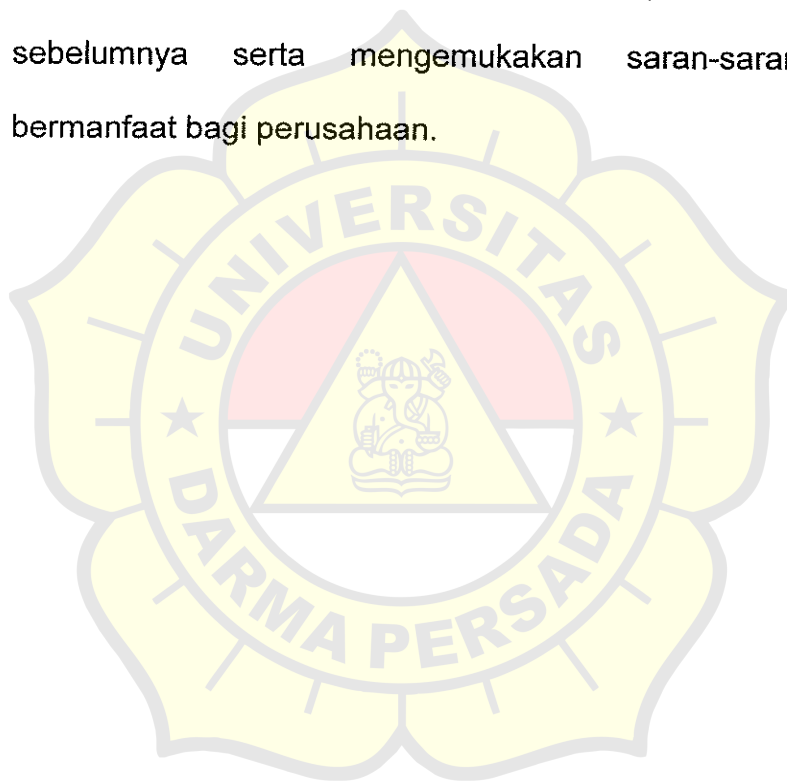 sebelumnya serta mengemukakan saran-saran
bermanfaat bagi perusahaan.
UNIVERSITAS
DARMA PERSADA